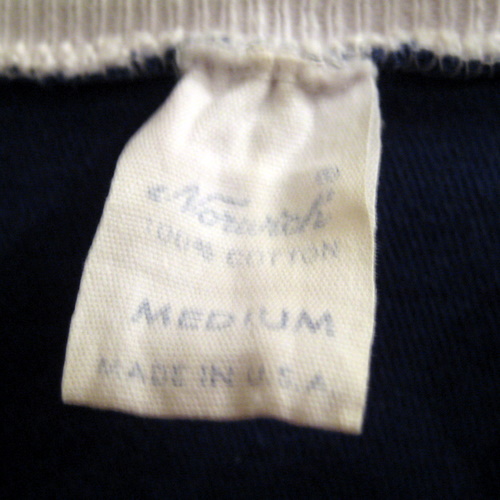 Norwich ®
100% COTTON
MEDIUM
MADE IN U.S.A.